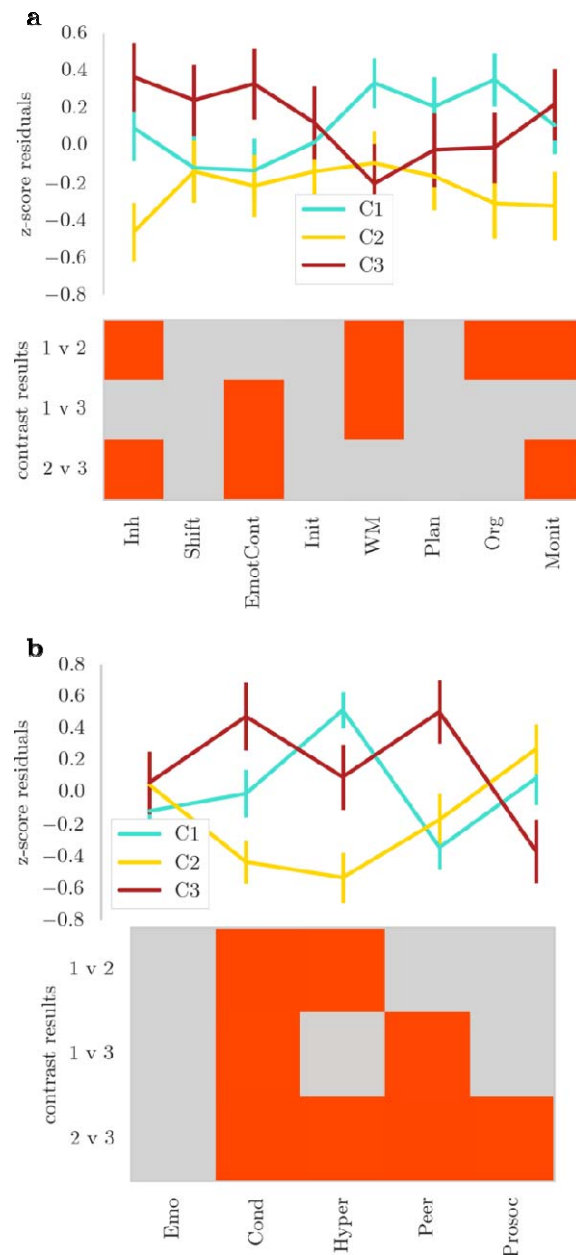 a
0.6
0.4
0.2
0.0
−0.2
−0.4
−0.6
−0.8
z-score residuals
C1
C2
C3
contrast results
1 v 2
1 v 3
2 v 3
Inh
Shift
EmotCont
Init
WM
Plan
Org
Monit
b
0.8
0.6
0.4
0.2
0.0
−0.2
−0.4
−0.6
−0.8
z-score residuals
C1
C2
C3
contrast results
1 v 2
1 v 3
2 v 3
Emo
Cond
Hyper
Peer
Prosoc